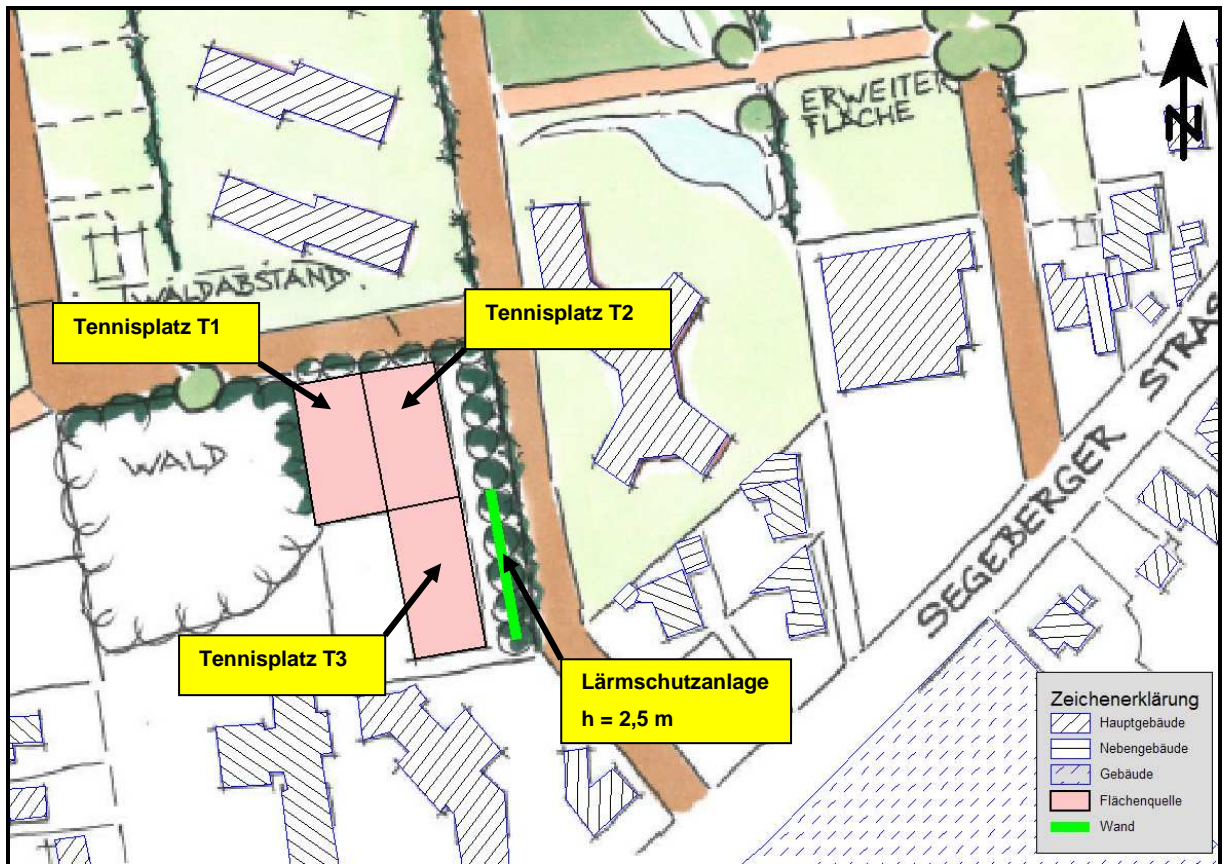 N
ERWEITER
FLÄCHE
WALDABSTAND.
Tennisplatz T1
Tennisplatz T2
WALD
SEGEBERGER STRAS
Tennisplatz T3
Lärmschutzanlage
h = 2,5 m
Zeichenerklärung
Hauptgebäude
Nebengebäude
Gebäude
Flächenquelle
Wand